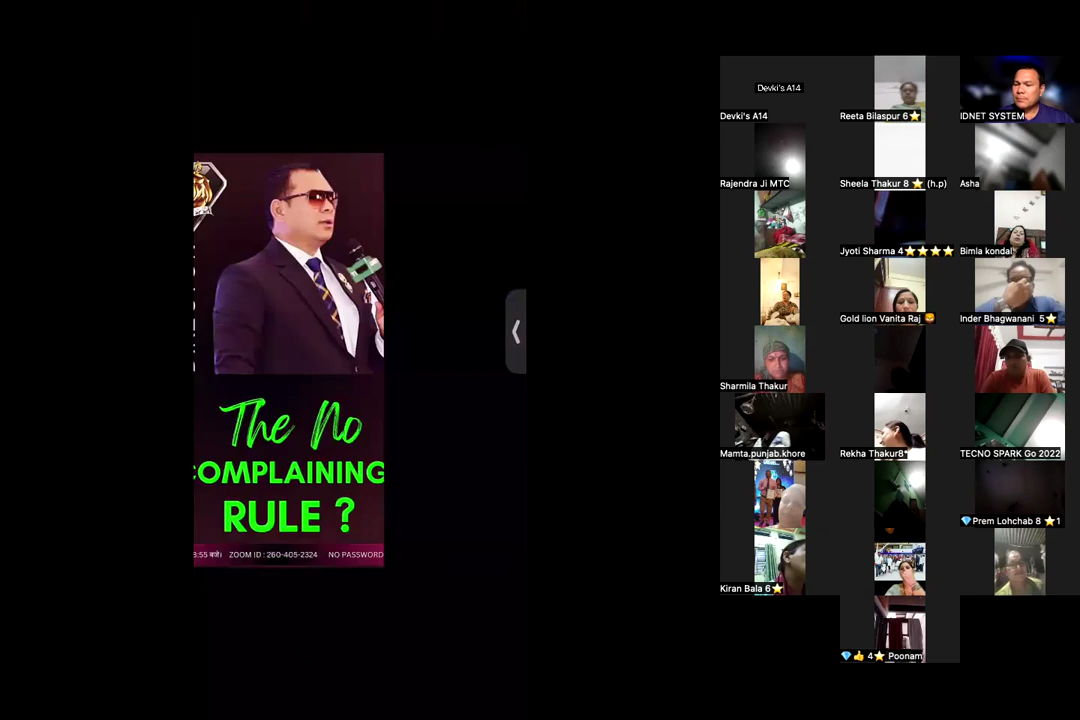 The No
COMPLAINING
RULE ?
8:55 बजे। ZOOM ID : 260-405-2324 NO PASSWORD
Devki's A14
Devki's A14
Reeta Bilaspur 6⭐
IDNET SYSTEM
Rajendra Ji MTC
Sheela Thakur 8 ⭐ (h.p)
Asha
Jyoti Sharma 4⭐⭐⭐⭐
Bimla kondal
Gold lion Vanita Raj 🦁
Inder Bhagwanani 5⭐
Sharmila Thakur
Mamta.punjab.khore
Rekha Thakur8*
TECNO SPARK Go 2022
💎Prem Lohchab 8 ⭐1
Kiran Bala 6⭐
💎👍 4⭐ Poonam